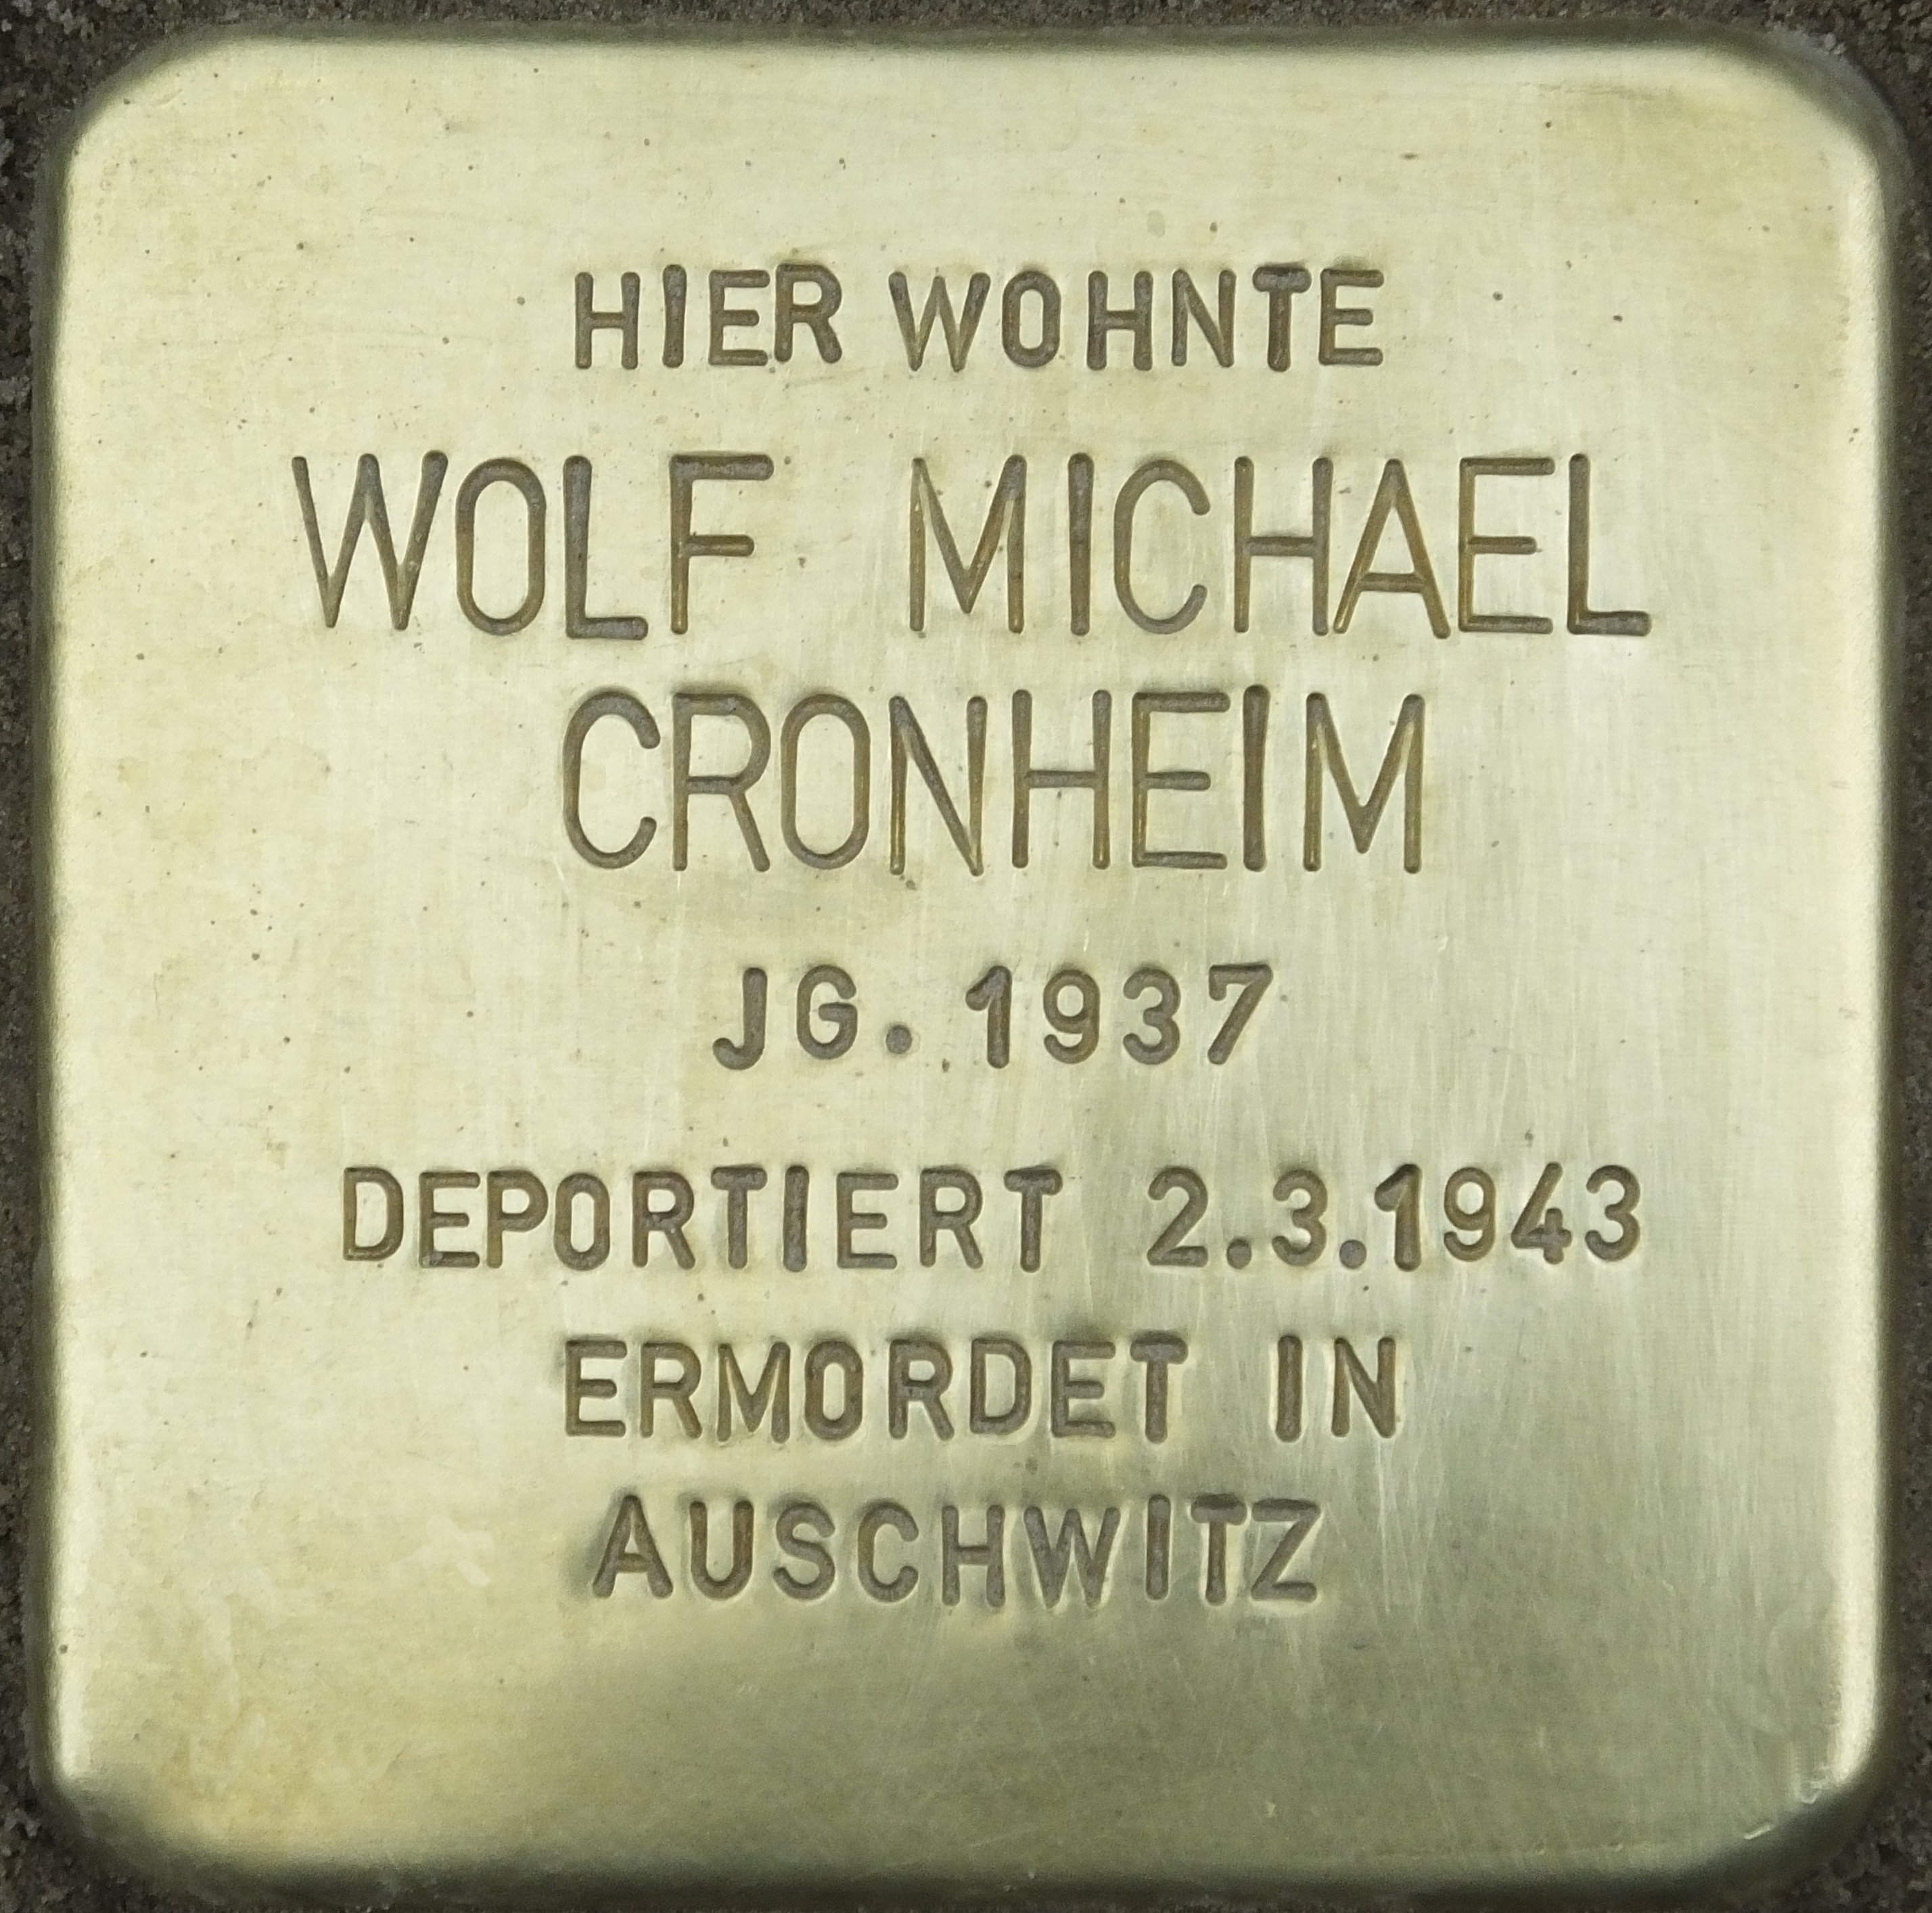 HIER WOHNTE
WOLF MICHAEL
CRONHEIM
JG. 1937
DEPORTIERT 2.3.1943
ERMORDET IN
AUSCHWITZ